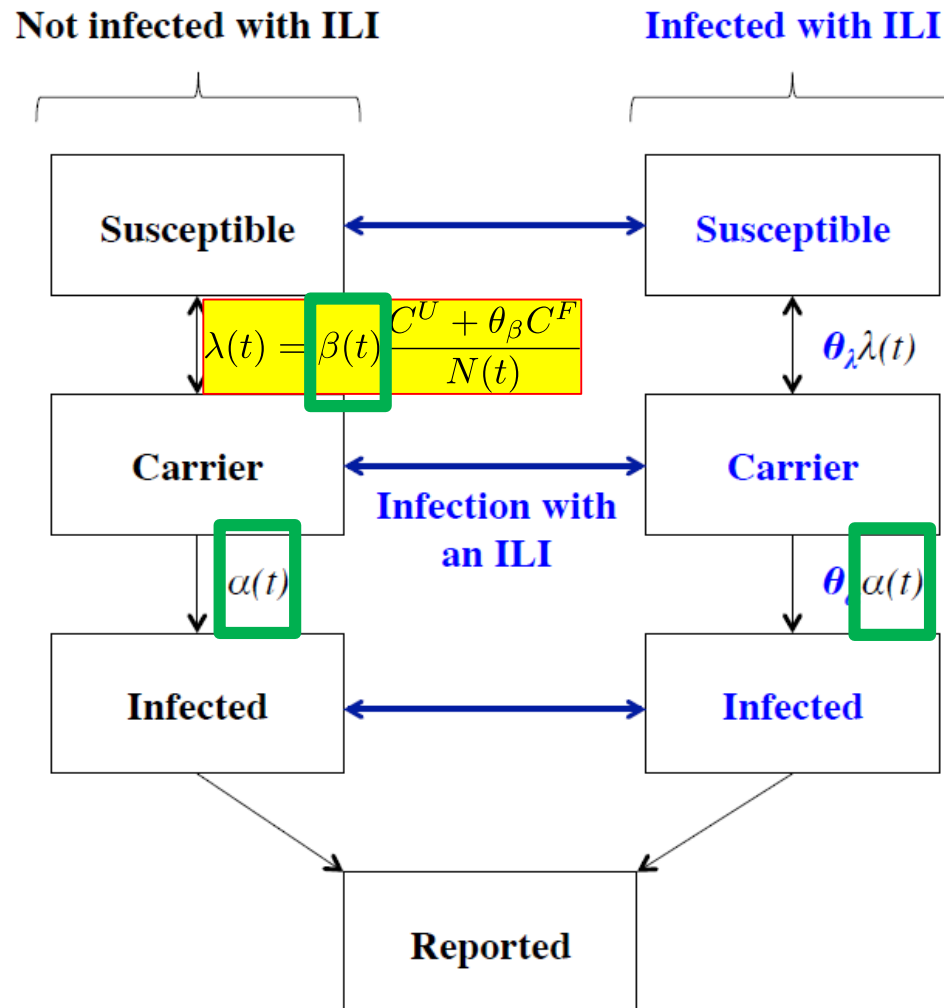 Not infected with ILI
Infected with ILI
Susceptible
Susceptible
λ(t) = β(t) C^U + θ_β C^F / N(t)
θ_λ λ(t)
Carrier
Carrier
Infection with
an ILI
α(t)
θ α(t)
Infected
Infected
Reported